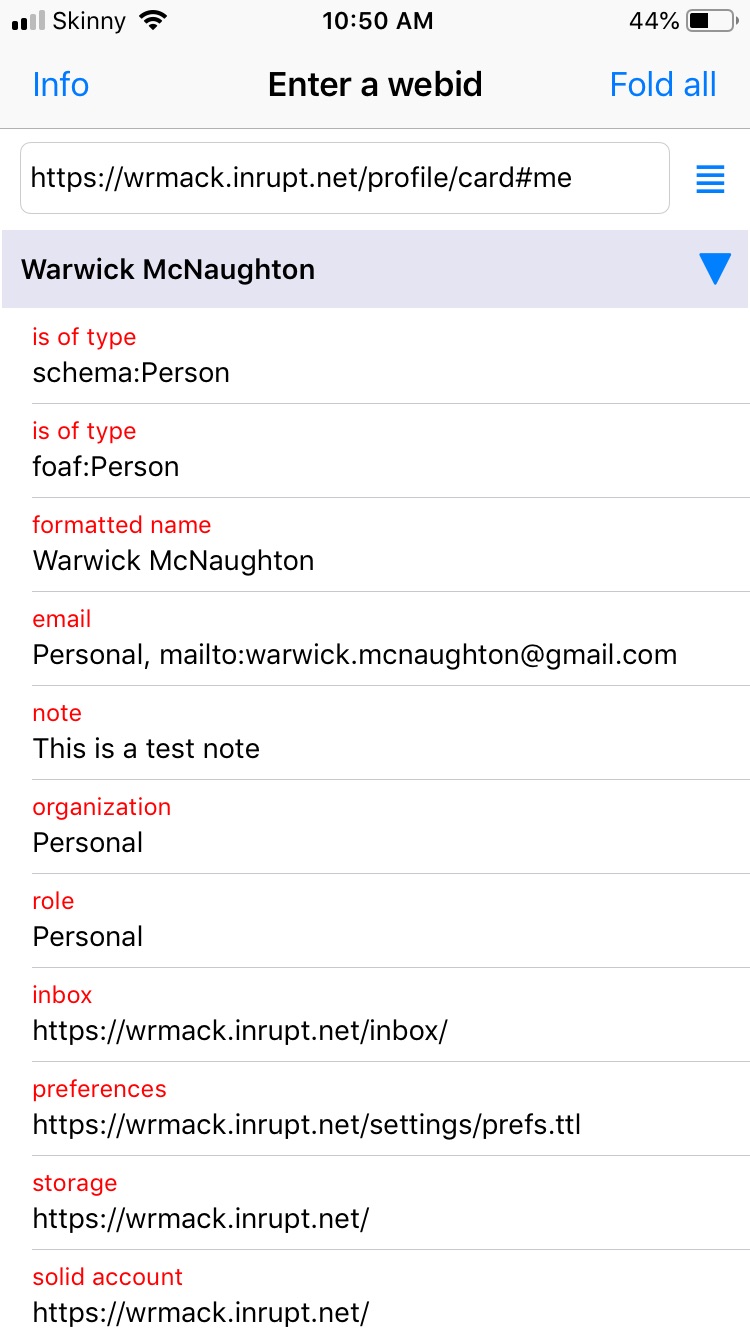 Skinny 10:50 AM 44%
Info Enter a webid Fold all
https://wrmack.inrupt.net/profile/card#me
Warwick McNaughton
is of type
schema:Person
is of type
foaf:Person
formatted name
Warwick McNaughton
email
Personal, mailto:warwick.mcnaughton@gmail.com
note
This is a test note
organization
Personal
role
Personal
inbox
https://wrmack.inrupt.net/inbox/
preferences
https://wrmack.inrupt.net/settings/prefs.ttl
storage
https://wrmack.inrupt.net/
solid account
https://wrmack.inrupt.net/